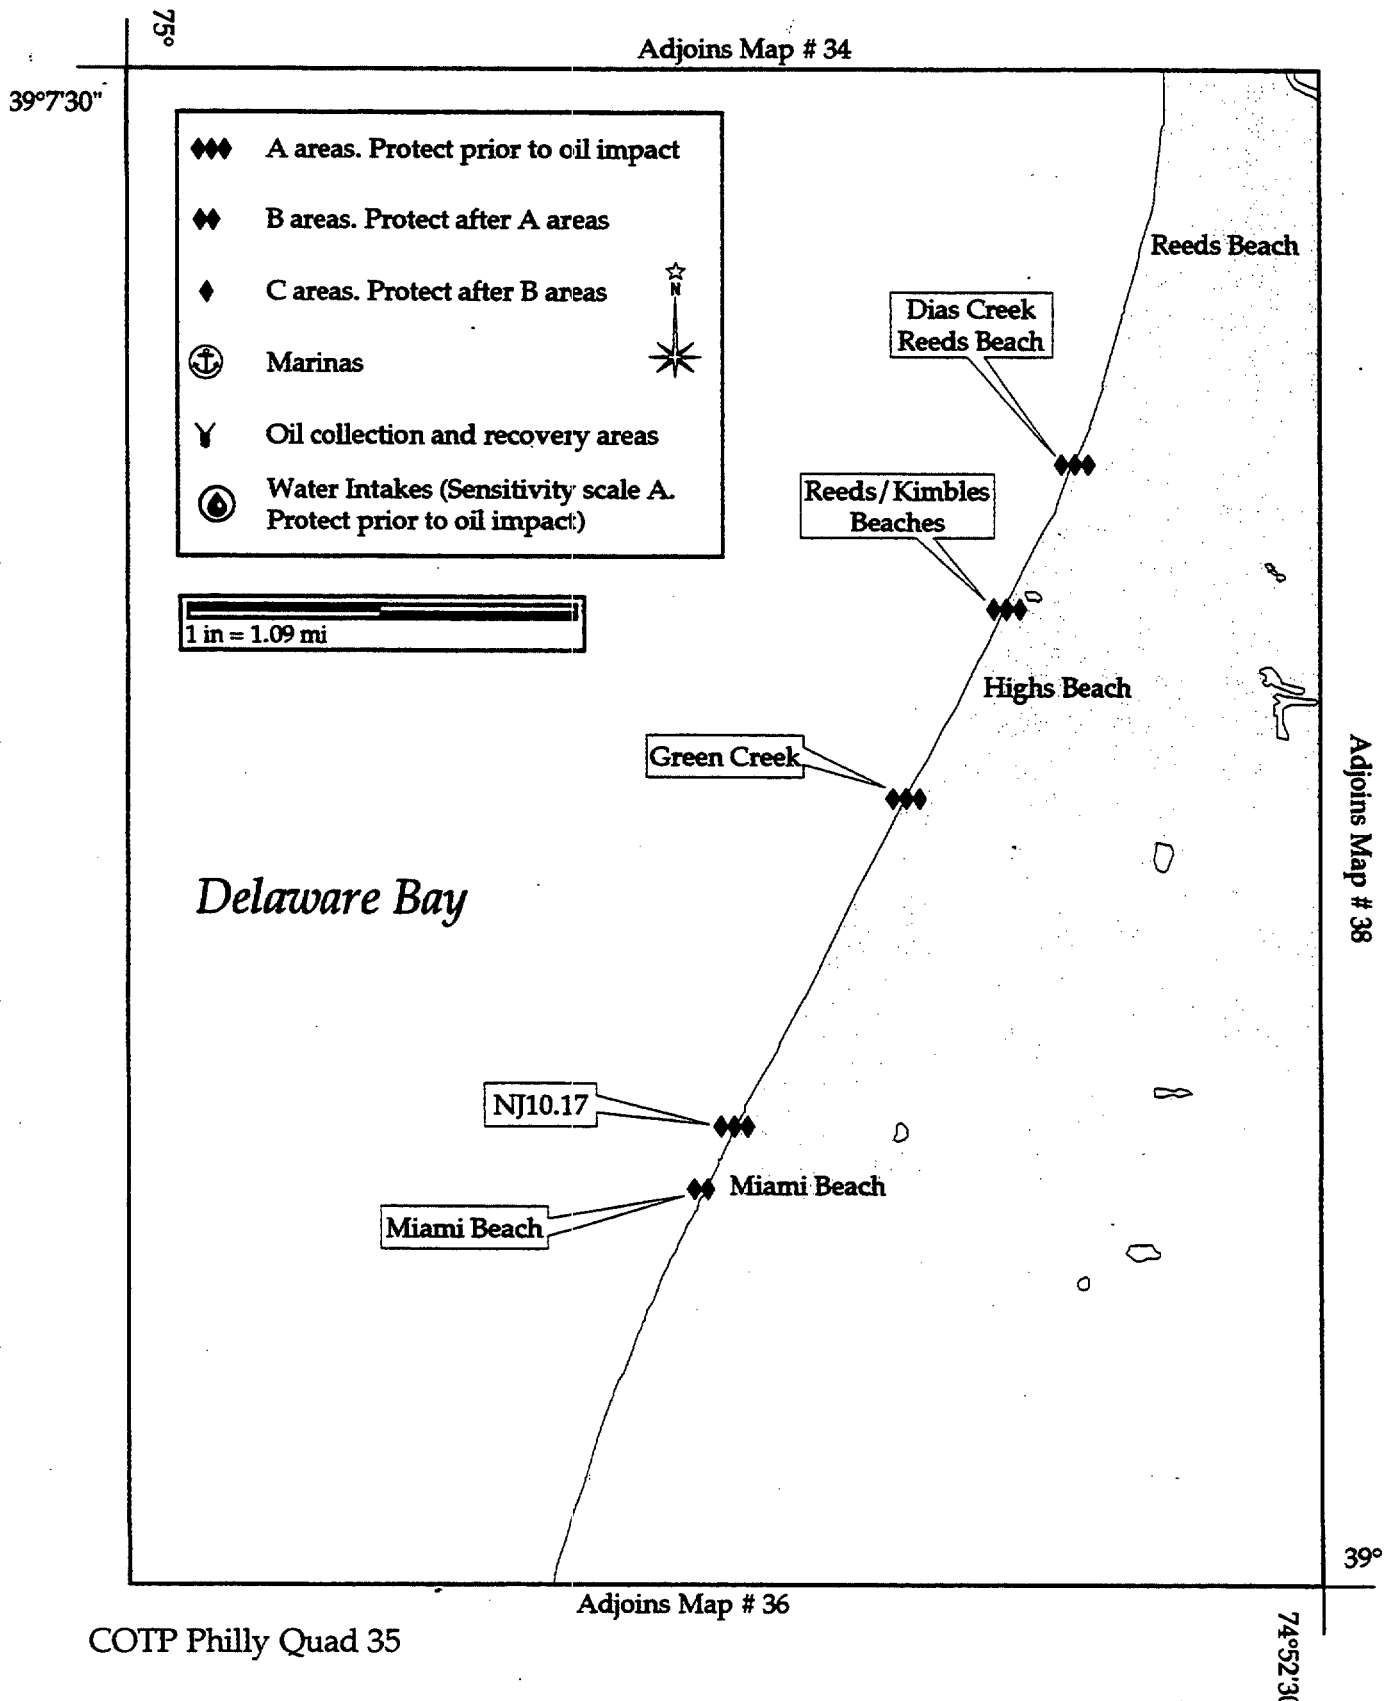 75°
Adjoins Map # 34
39°7'30"
A areas. Protect prior to oil impact
B areas. Protect after A areas
C areas. Protect after B areas
N
Marinas
Oil collection and recovery areas
Water Intakes (Sensitivity scale A.
Protect prior to oil impact)
1 in = 1.09 mi
Reeds Beach
Dias Creek
Reeds Beach
Reeds/Kimbles
Beaches
Highs Beach
Green Creek
Adjoins Map # 38
Delaware Bay
NJ10.17
Miami Beach
Miami Beach
39°
Adjoins Map # 36
COTP Philly Quad 35
74°52'30